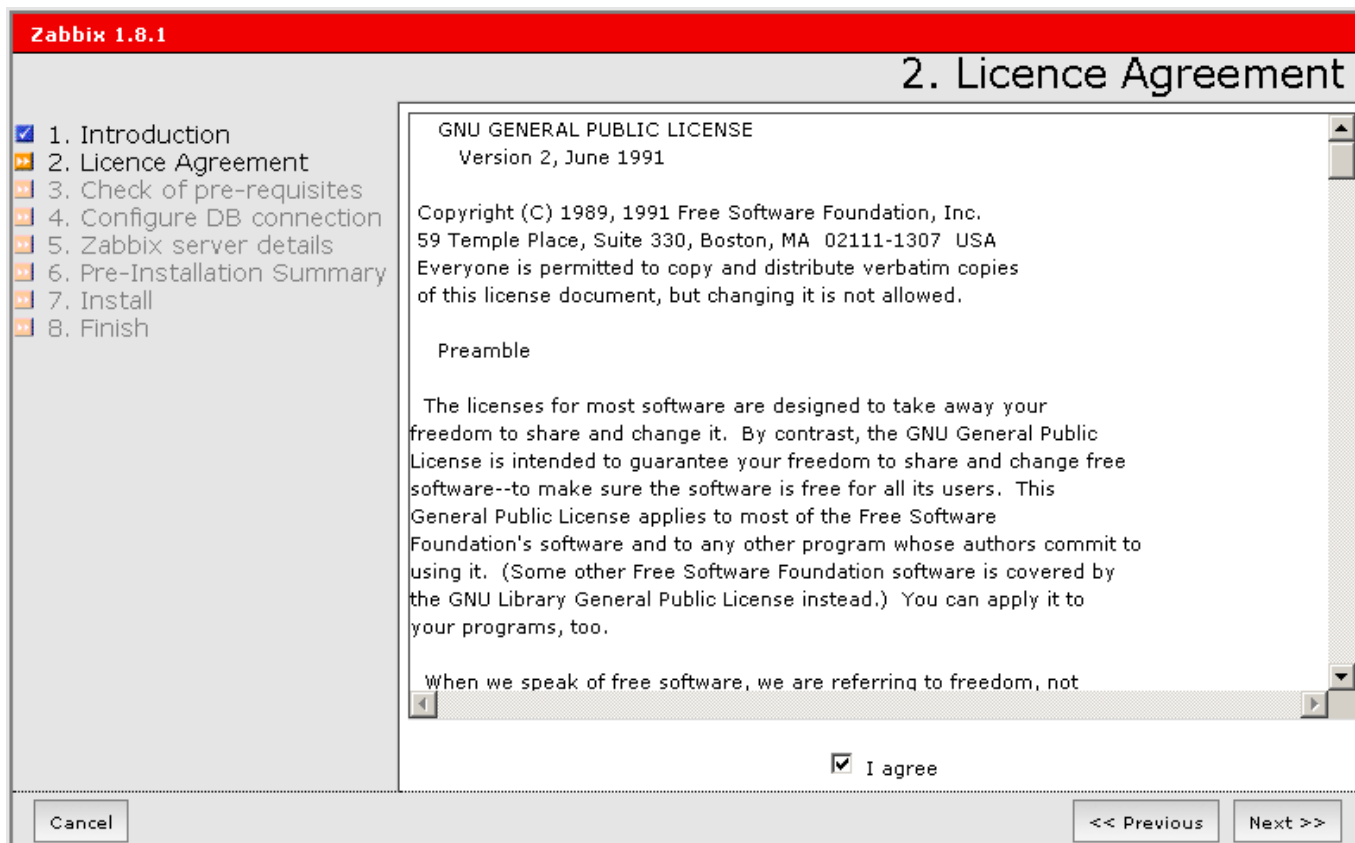 Zabbix 1.8.1
2. Licence Agreement
1. Introduction
2. Licence Agreement
3. Check of pre-requisites
4. Configure DB connection
5. Zabbix server details
6. Pre-Installation Summary
7. Install
8. Finish
GNU GENERAL PUBLIC LICENSE
Version 2, June 1991
Copyright (C) 1989, 1991 Free Software Foundation, Inc.
59 Temple Place, Suite 330, Boston, MA  02111-1307  USA
Everyone is permitted to copy and distribute verbatim copies
of this license document, but changing it is not allowed.
Preamble
The licenses for most software are designed to take away your
freedom to share and change it.  By contrast, the GNU General Public
License is intended to guarantee your freedom to share and change free
software--to make sure the software is free for all its users.  This
General Public License applies to most of the Free Software
Foundation's software and to any other program whose authors commit to
using it.  (Some other Free Software Foundation software is covered by
the GNU Library General Public License instead.)  You can apply it to
your programs, too.
When we speak of free software, we are referring to freedom, not
I agree
Cancel
<< Previous
Next >>